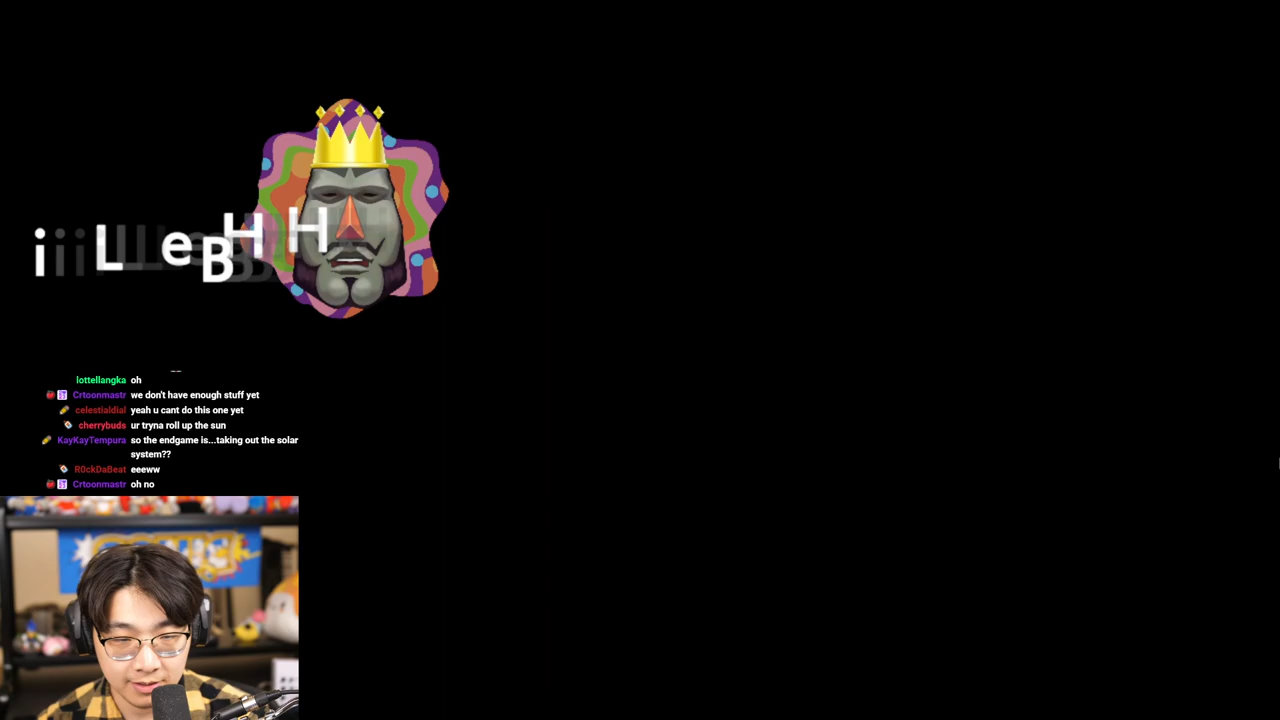 i L e B H H
lottellangka oh
Crtoonmastr we don't have enough stuff yet
celestialdial yeah u cant do this one yet
cherrybuds ur tryna roll up the sun
KayKayTempura so the endgame is...taking out the solar
system??
R0ckDaBeat eeeww
Crtoonmastr oh no